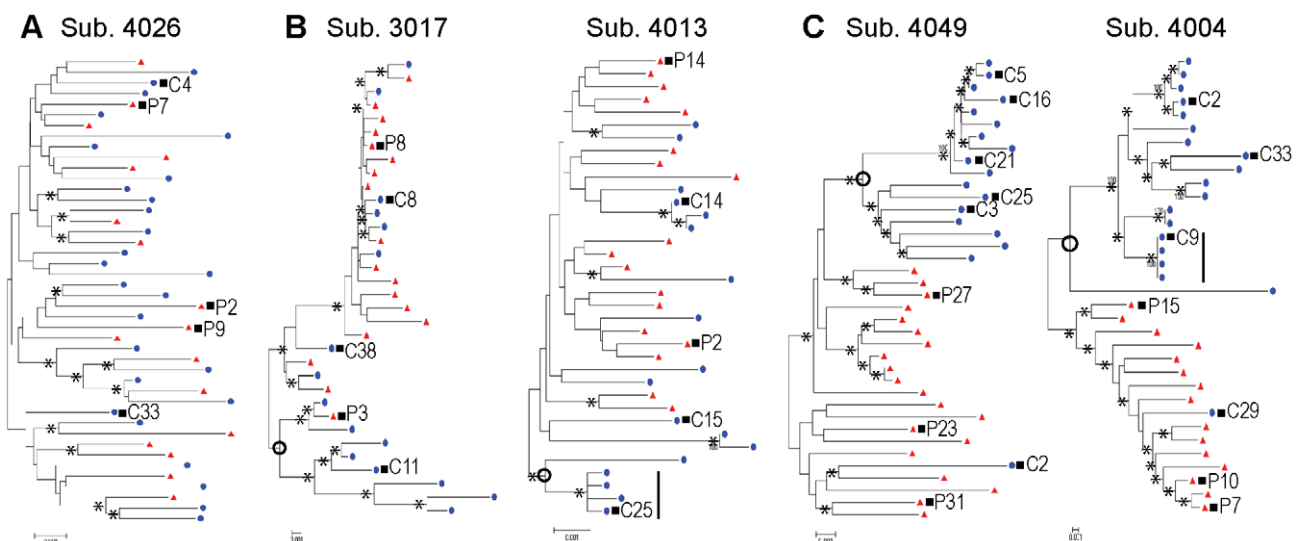 A Sub. 4026
B Sub. 3017
Sub. 4013
C Sub. 4049
Sub. 4004
C4
P7
P2
P9
C33
*
*
*
*
*
*
*
*
*
P8
C8
C38
P3
C11
P14
C14
P2
C15
C25
0.001
C5
C16
C21
C25
C3
P27
P23
C2
P31
C2
C33
C9
P15
C29
P10
P7